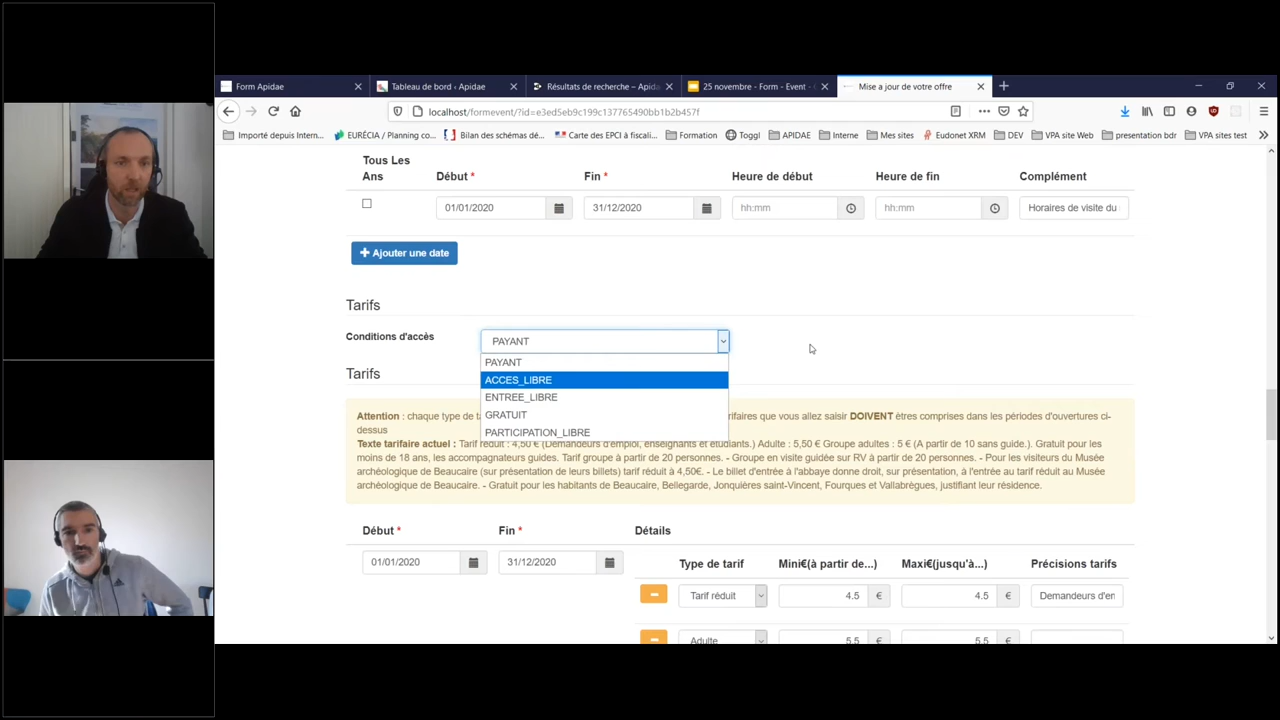 Form Apidae
Tableau de bord ‹ Apidae
Résultats de recherche – Apida
25 novembre - Form - Event -
Mise a jour de votre offre
localhost/formevent/?id=e3ed5eb9c199c137765490bb1b2b457f
Importé depuis Intern...
EURÉCIA / Planning co...
Bilan des schémas dé...
Carte des EPCI à fiscali...
Formation
Toggl
APIDAE
Interne
Mes sites
Eudonet XRM
DEV
VPA site Web
presentation bdr
VPA sites test
Tous Les
Ans
Début *
Fin *
Heure de début
Heure de fin
Complément
01/01/2020
31/12/2020
hh:mm
hh:mm
Horaires de visite du
Ajouter une date
Tarifs
Conditions d'accès
PAYANT
PAYANT
ACCES_LIBRE
ENTREE_LIBRE
GRATUIT
PARTICIPATION_LIBRE
Tarifs
Attention : chaque type de ta
tarifaires que vous allez saisir DOIVENT êtres comprises dans les périodes d'ouvertures ci-
dessus
Texte tarifaire actuel : Tarif réduit : 4,50 € (Demandeurs d'emploi, enseignants et étudiants.) Adulte : 5,50 € Groupe adultes : 5 € (A partir de 10 sans guide.). Gratuit pour les
moins de 18 ans, les accompagnateurs guides. Tarif groupe à partir de 20 personnes. - Groupe en visite guidée sur RV à partir de 20 personnes. - Pour les visiteurs du Musée
archéologique de Beaucaire (sur présentation de leurs billets) tarif réduit à 4,50€. - Le billet d'entrée à l'abbaye donne droit, sur présentation, à l'entrée au tarif réduit au Musée
archéologique de Beaucaire. - Gratuit pour les habitants de Beaucaire, Bellegarde, Jonquières saint-Vincent, Fourques et Vallabrègues, justifiant leur résidence.
Début *
Fin *
Détails
01/01/2020
31/12/2020
Type de tarif
Mini€(à partir de...)
Maxi€(jusqu'à...)
Précisions tarifs
Tarif réduit
4.5
€
4.5
€
Demandeurs d'en
Adulte
5.5
€
5.5
€